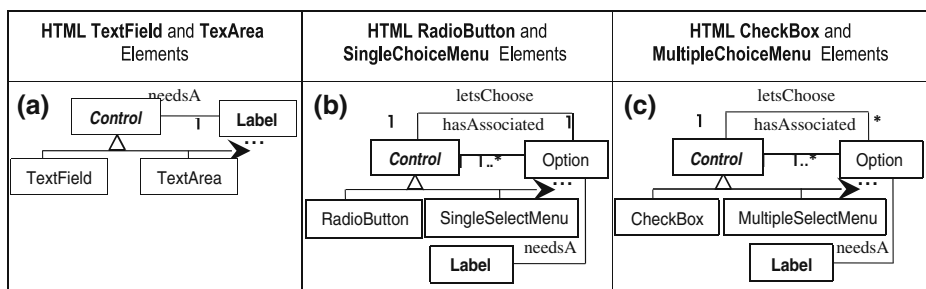 HTML TextField and TexArea
Elements
HTML RadioButton and
SingleChoiceMenu Elements
HTML CheckBox and
MultipleChoiceMenu Elements
(a)
needsA
Control
1
Label
...
TextField
TextArea
(b)
letsChoose
1
hasAssociated
1
Control
1..*
Option
...
RadioButton
SingleSelectMenu
needsA
Label
(c)
letsChoose
1
hasAssociated
*
Control
1..*
Option
...
CheckBox
MultipleSelectMenu
needsA
Label